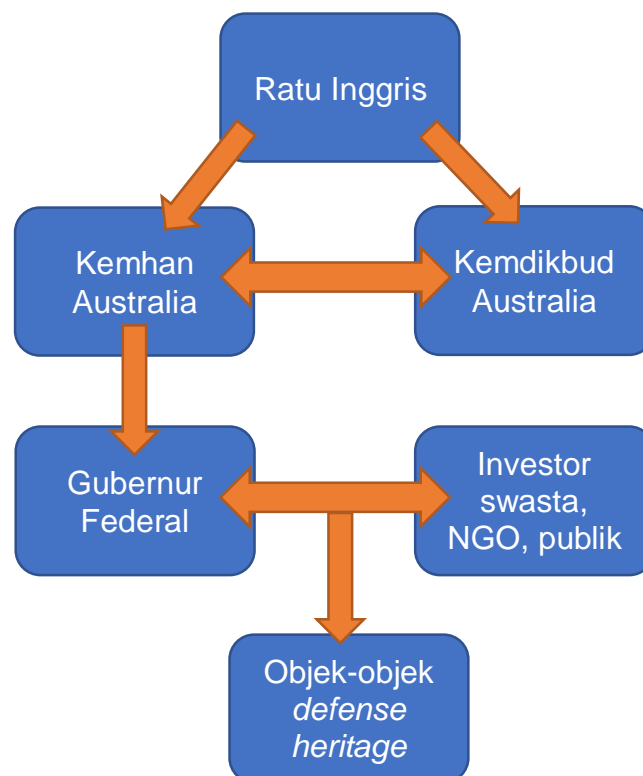 Ratu Inggris
Kemhan
Australia
Kemdikbud
Australia
Gubernur
Federal
Investor
swasta,
NGO, publik
Objek-objek
defense
heritage